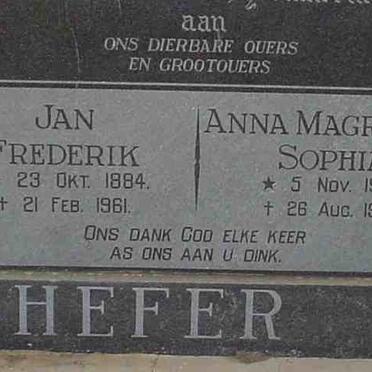 aan
ONS DIERBARE OUERS
EN GROOTOUERS
JAN
FREDERIK
23 OKT. 1884.
† 21 FEB. 1961.
ANNA MAGR
SOPHIA
★ 5 NOV. 1
† 26 AUG. 1
ONS DANK GOD ELKE KEER
AS ONS AAN U DINK.
HEFER